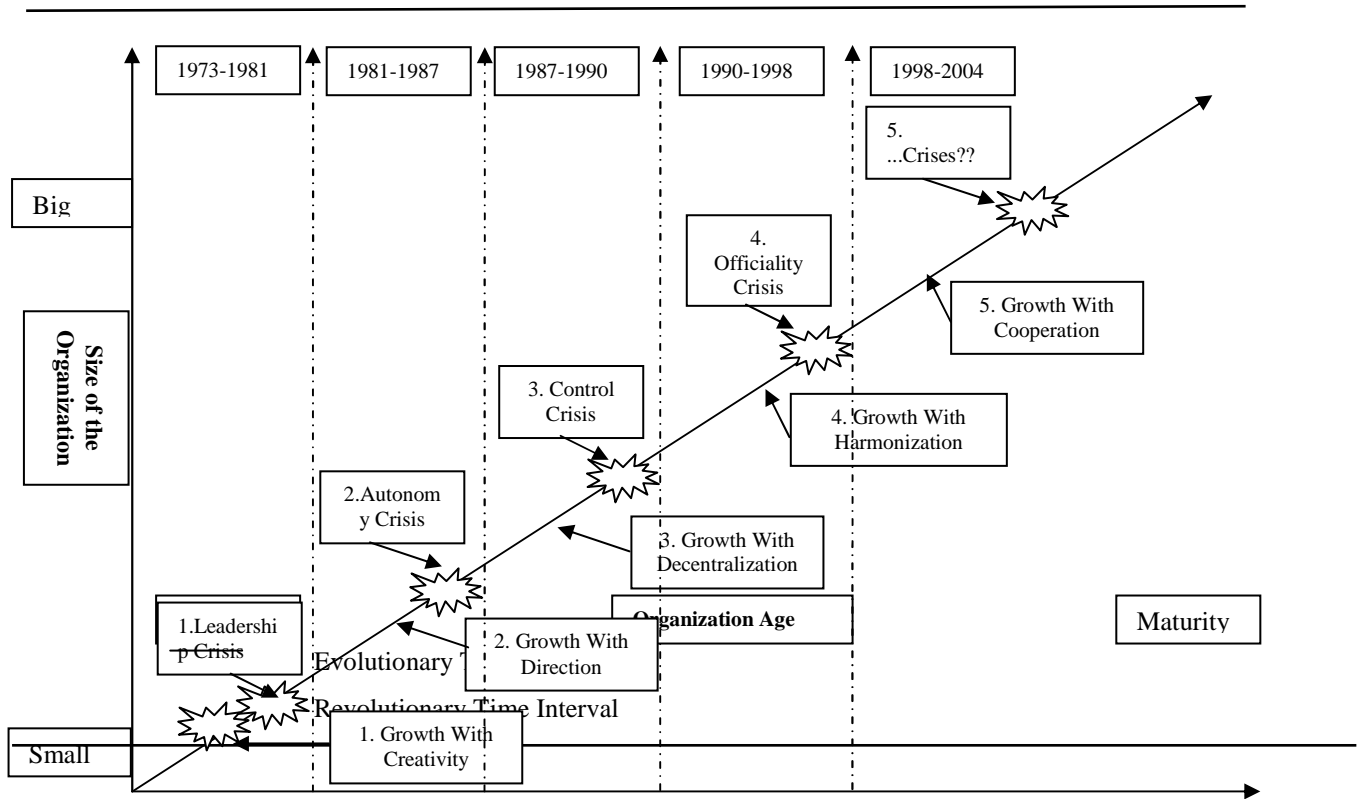 1973-1981
1981-1987
1987-1990
1990-1998
1998-2004
5.
...Crises??
Big
4.
Officiality
Crisis
5. Growth With
Cooperation
Size of the
Organization
3. Control
Crisis
4. Growth With
Harmonization
2.Autonom
y Crisis
3. Growth With
Decentralization
1.Leadershi
p Crisis
Organization Age
Maturity
2. Growth With
Direction
Evolutionary
Revolutionary Time Interval
1. Growth With
Creativity
Small